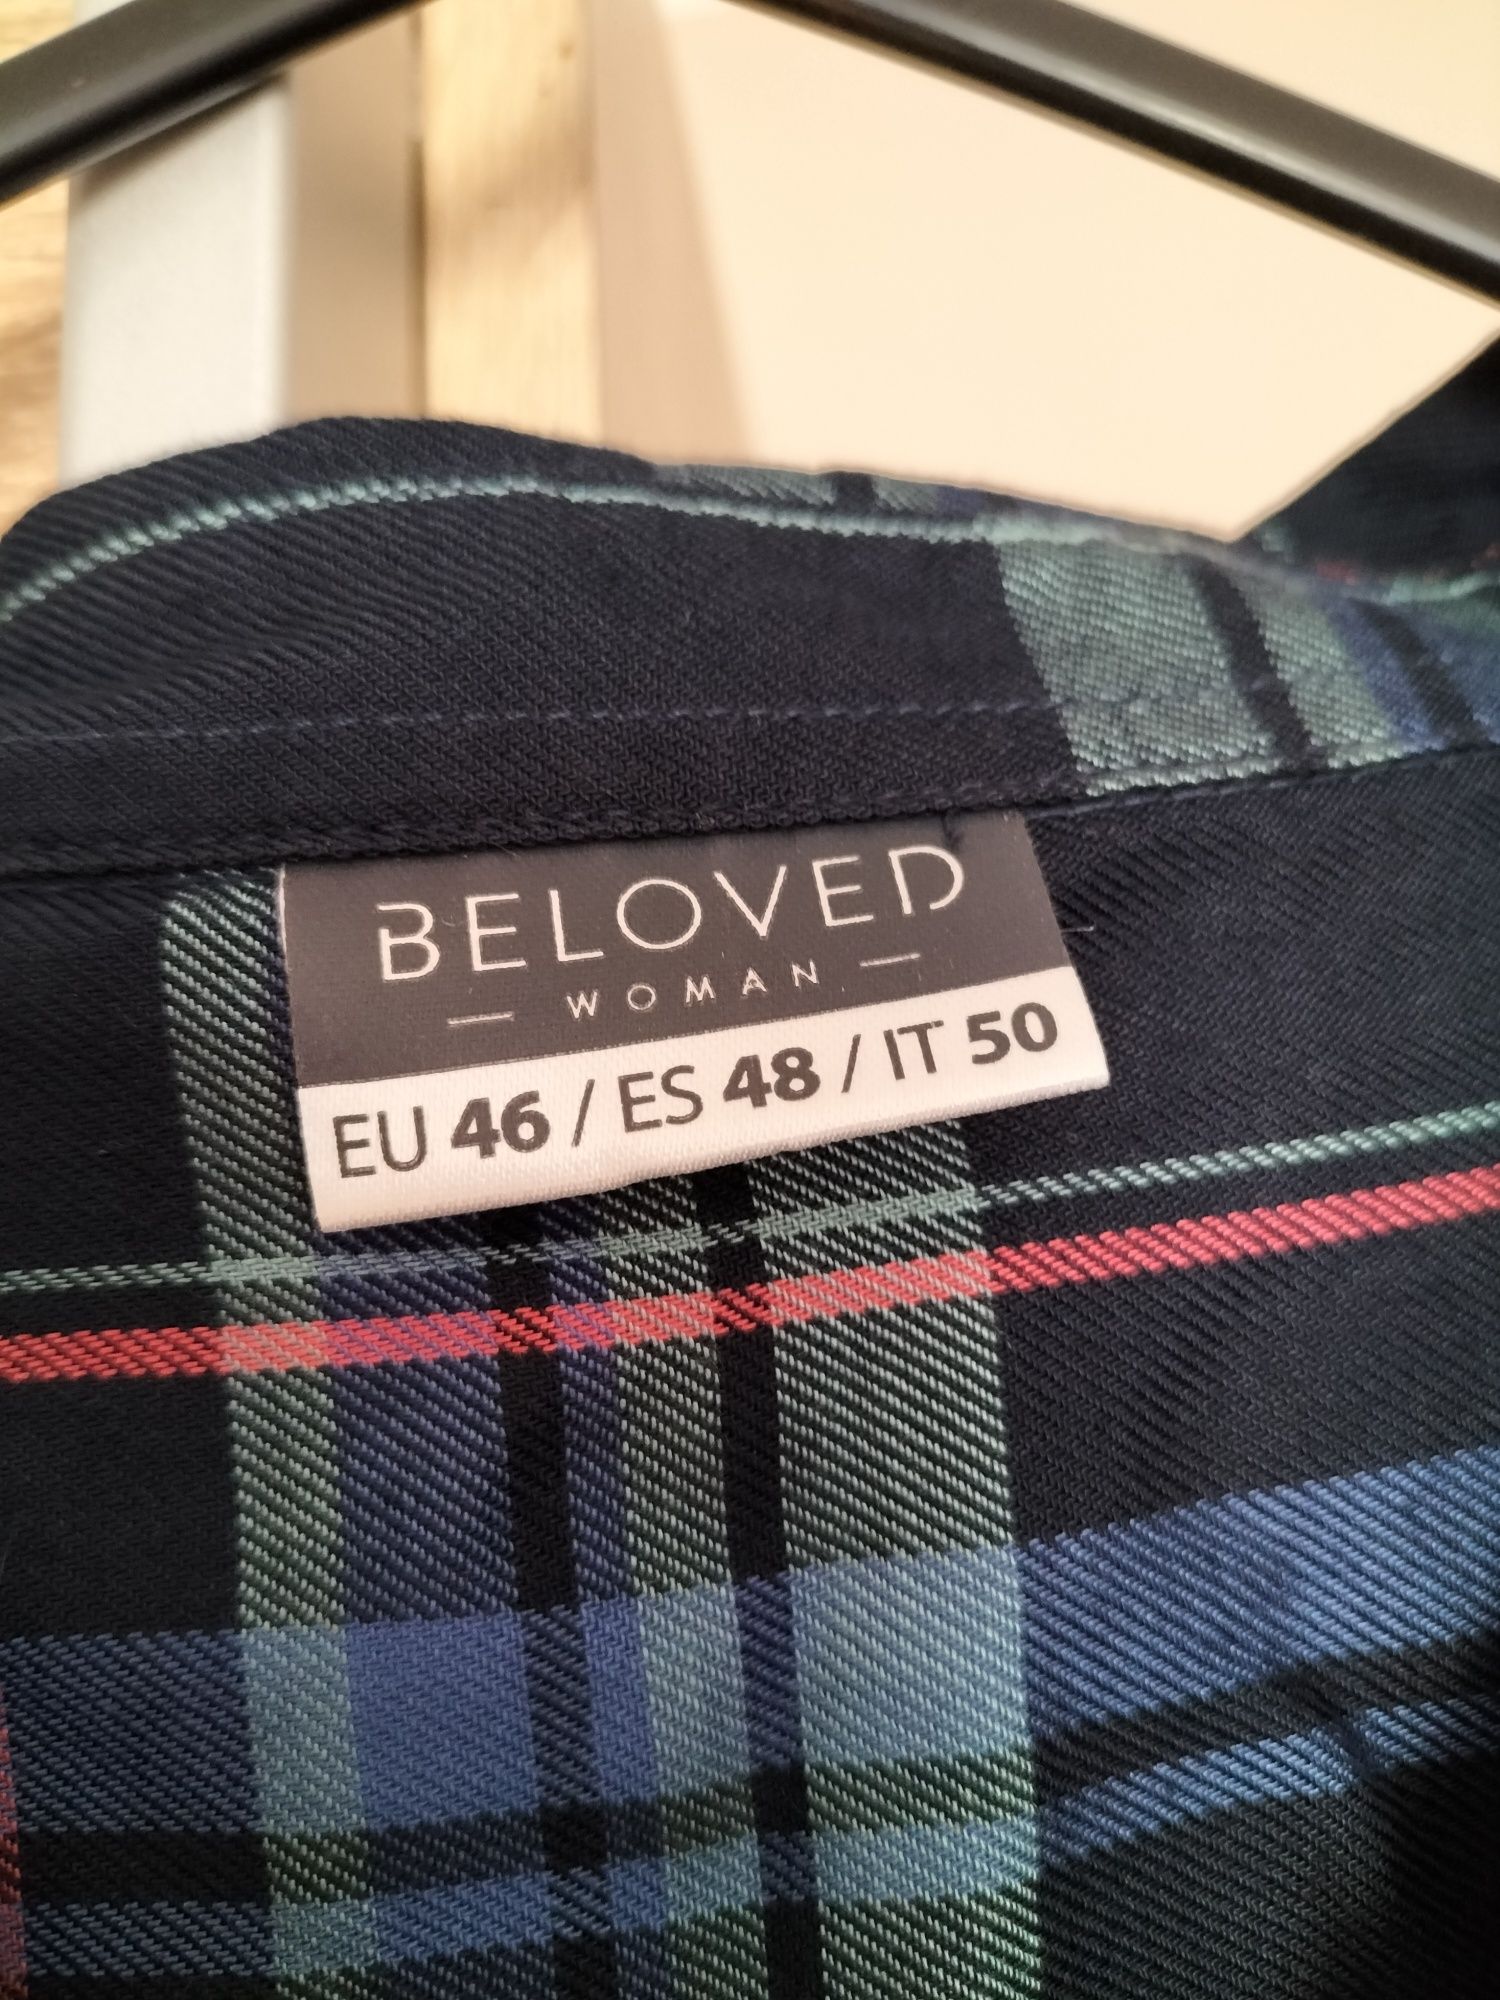 BELOVED
— WOMAN —
EU 46 / ES 48 / IT 50